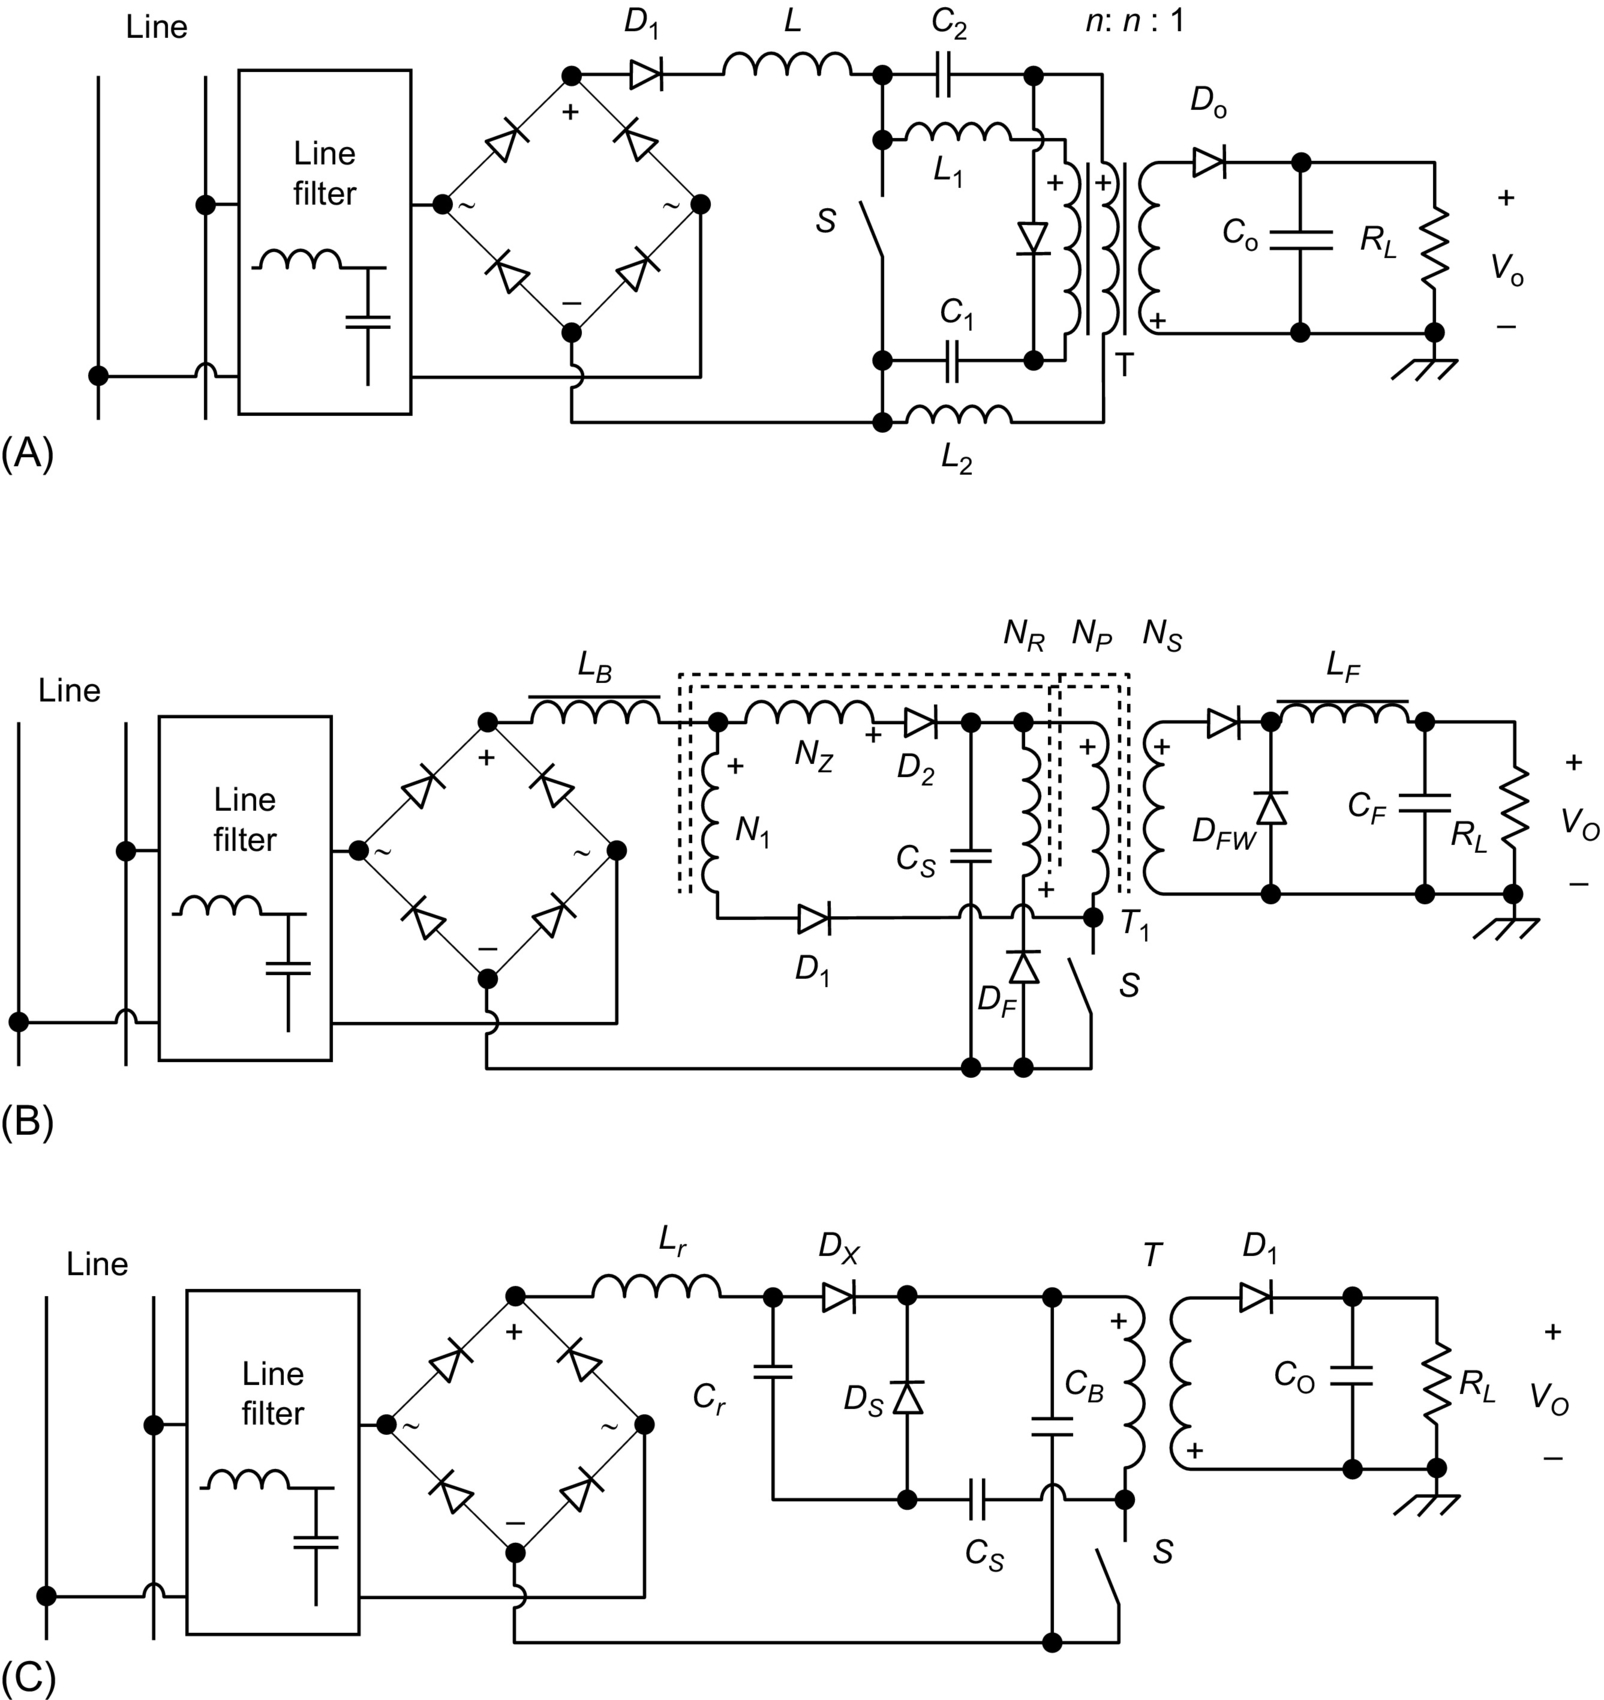 Line
D1 L C2 n: n : 1
Do
Line
filter
+
~ ~
−
L1
S
+ +
Co RL
+
Vo
−
C1
+
T
L2
(A)
NR NP NS
Line
LB
LF
+
NZ +
D2
+
N1
+ +
Line
filter
~ ~
−
CS
DFW
CF
RL
+
VO
−
+
D1
T1
DF
S
(B)
Line
Lr
DX
T
D1
+
+
Line
filter
~ ~
−
Cr
DS
CB
CO
RL
+
VO
−
+
CS
S
(C)